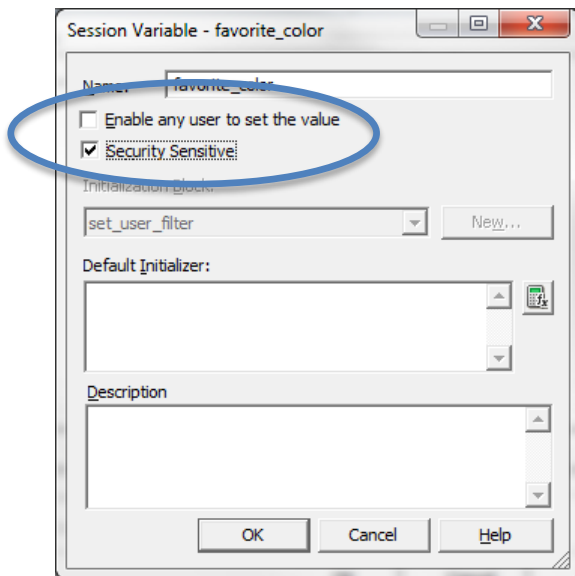 Session Variable - favorite_color
Name: favorite_color
Enable any user to set the value
Security Sensitive
Initialization Block:
set_user_filter New...
Default Initializer:
fx
Description
OK Cancel Help